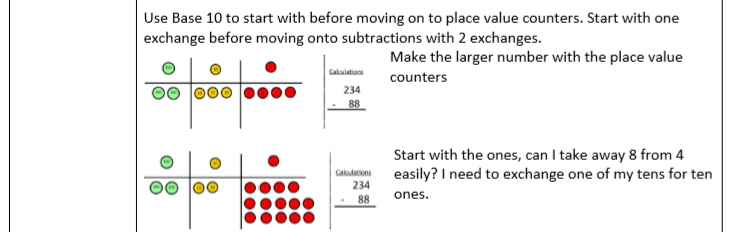 Use Base 10 to start with before moving on to place value counters. Start with one
exchange before moving onto subtractions with 2 exchanges.
Make the larger number with the place value
counters
Calculations
234
- 88
Start with the ones, can I take away 8 from 4
easily? I need to exchange one of my tens for ten
ones.
Calculations
234
- 88